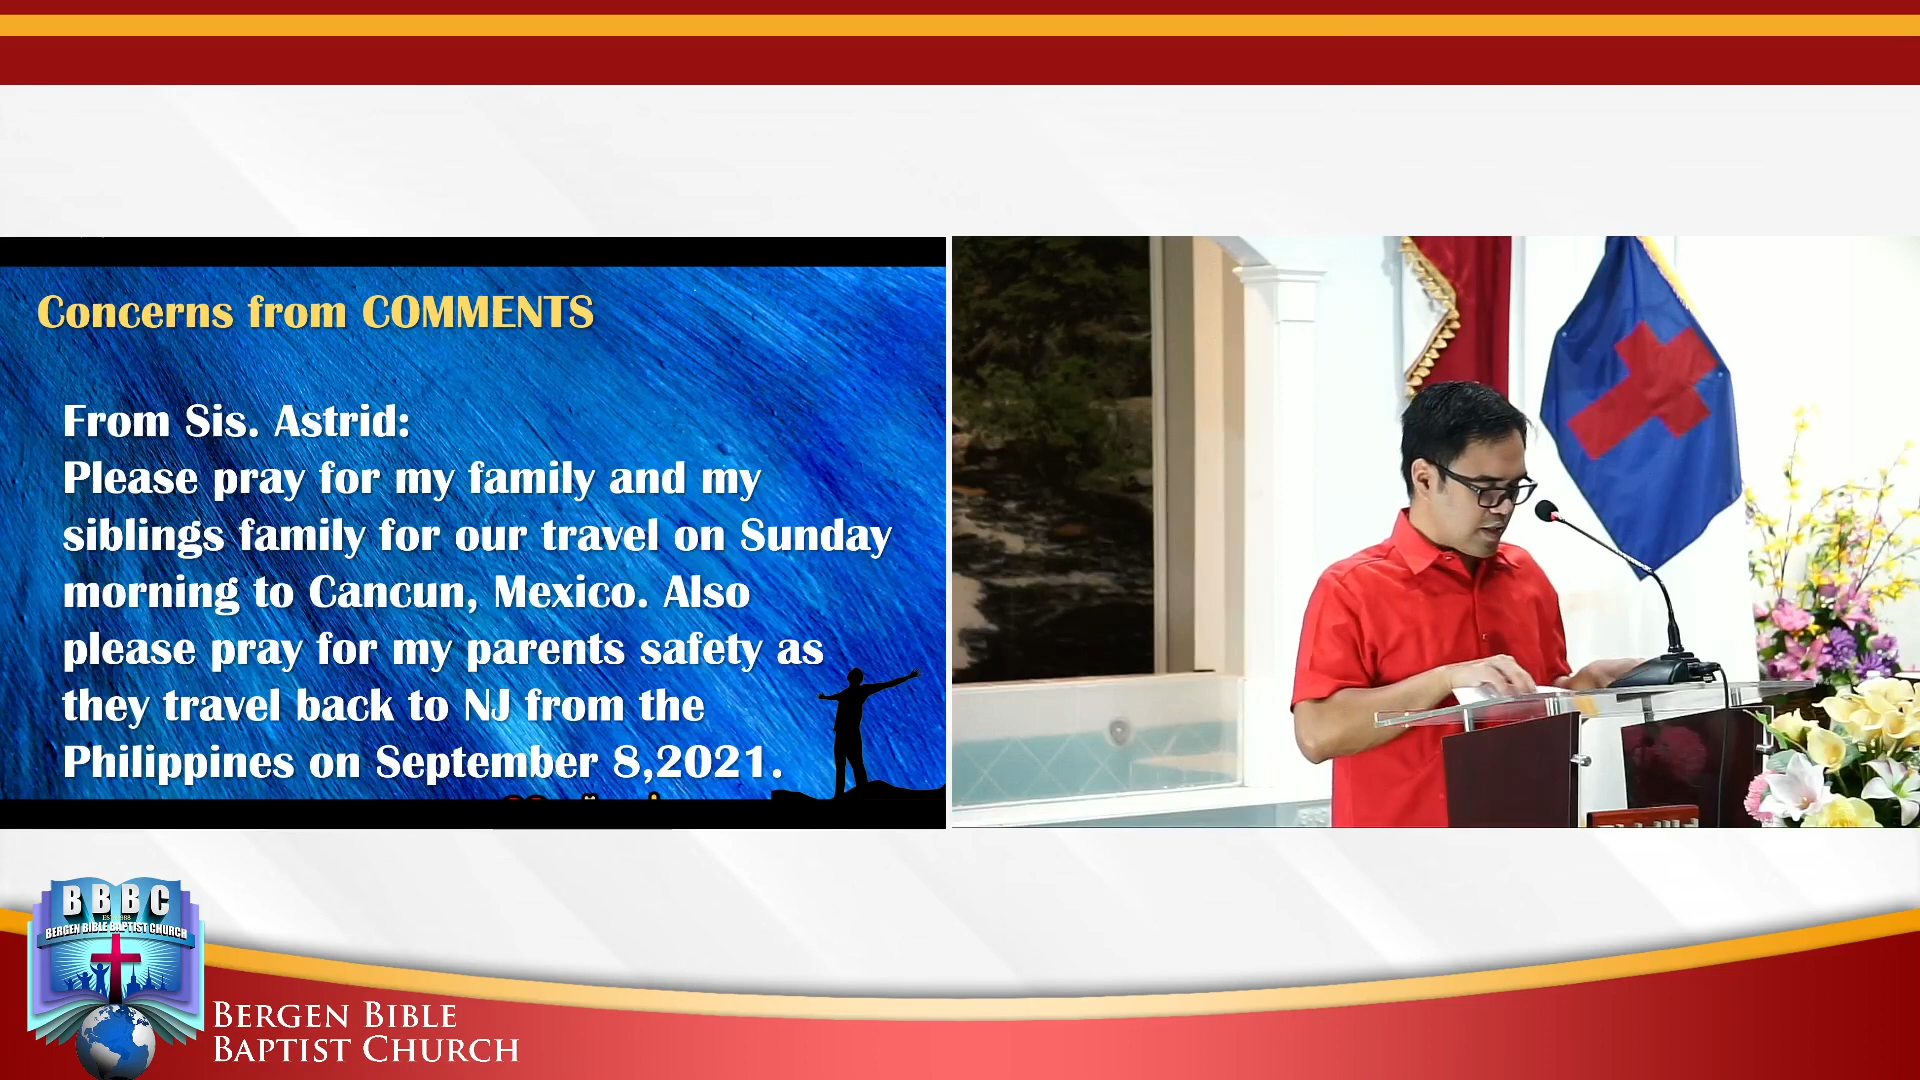 Concerns from COMMENTS
From Sis. Astrid:
Please pray for my family and my
siblings family for our travel on Sunday
morning to Cancun, Mexico. Also
please pray for my parents safety as
they travel back to NJ from the
Philippines on September 8,2021.
BBBC
BERGEN BIBLE BAPTIST CHURCH
BERGEN BIBLE
BAPTIST CHURCH